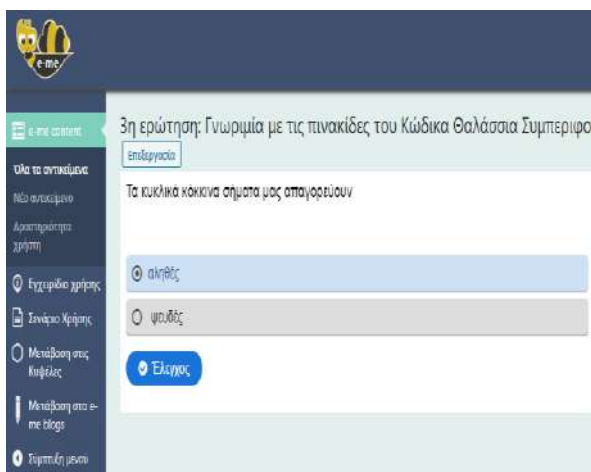 e-me
e-me content
Όλα τα αντικείμενα
Νέο αντικείμενο
Δραστηριότητα
χρήστη
Εγχειρίδιο χρήσης
Σενάριο Χρήσης
Μετάβαση στις
Κυψέλες
Μετάβαση στα e-
me blogs
Σύμπτυξη μενού
3η ερώτηση: Γνωριμία με τις πινακίδες του Κώδικα Θαλάσσια Συμπεριφο
Επεξεργασία
Τα κυκλικά κόκκινα σήματα μας απαγορεύουν
αληθές
ψευδές
Έλεγχος